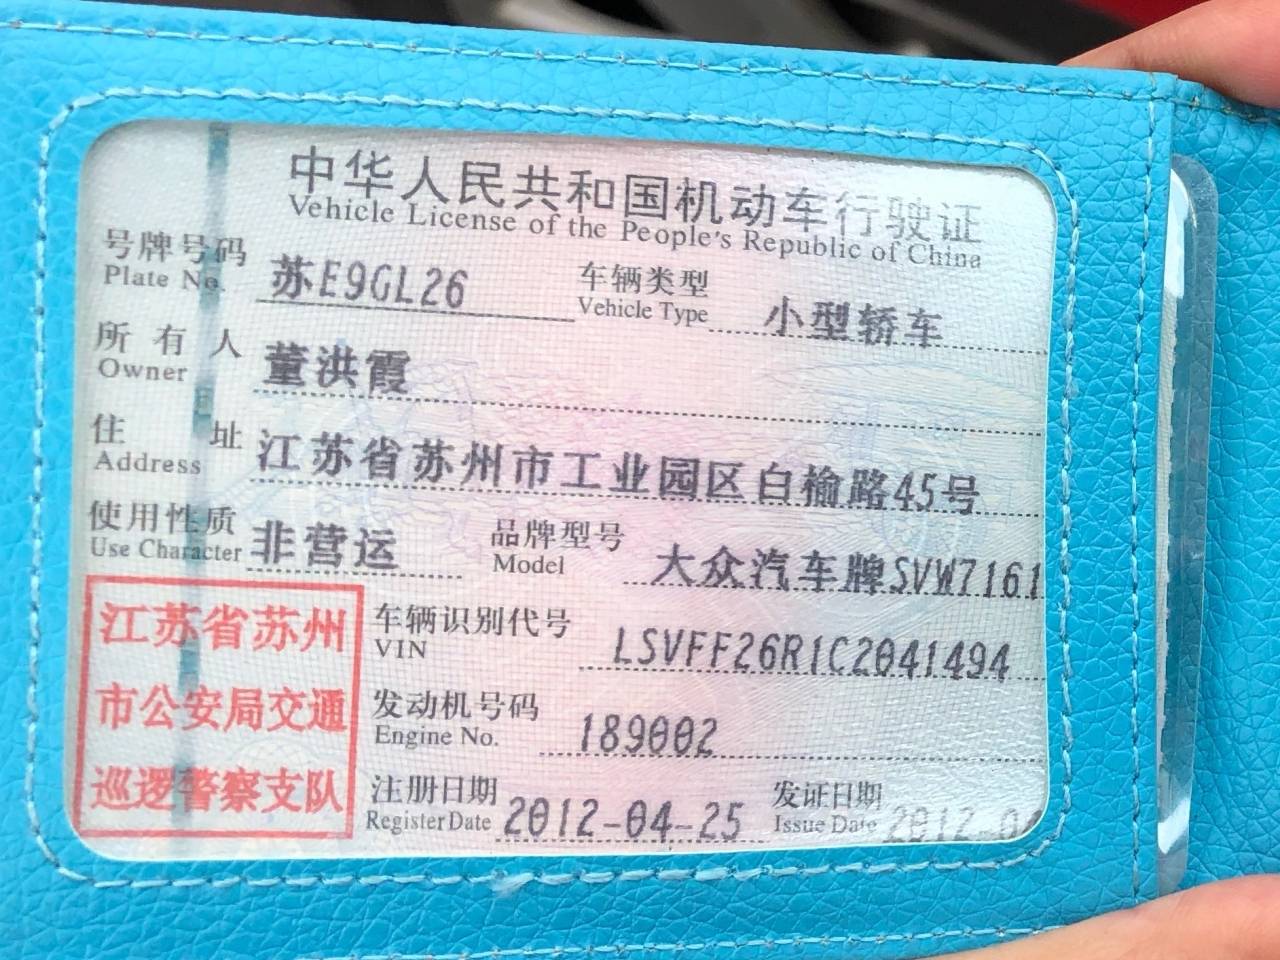 中华人民共和国机动车行驶证
Vehicle License of the People's Republic of China
号牌号码 苏E9GL26 车辆类型 小型轿车
Plate No. Vehicle Type
所有人 董洪霞
Owner
住址 江苏省苏州市工业园区白榆路45号
Address
使用性质 非营运 品牌型号 大众汽车牌SVW7161
Use Character Model
江苏省苏州
市公安局交通
巡逻警察支队
车辆识别代号 LSVFF26R1C2041494
VIN
发动机号码 189002
Engine No.
注册日期 2012-04-25 发证日期 2012-0
Register Date Issue Date